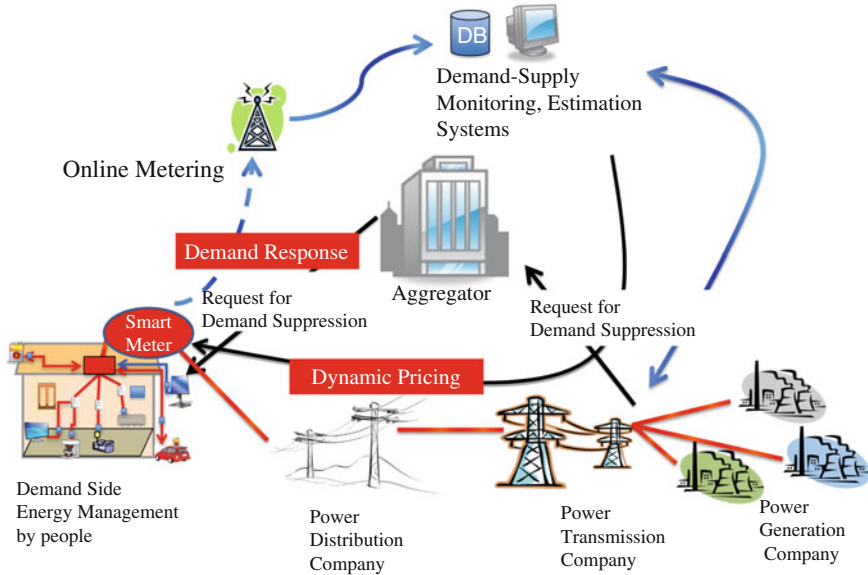 DB
Demand-Supply
Monitoring, Estimation
Systems
Online Metering
Demand Response
Aggregator
Request for
Demand Suppression
Request for
Demand Suppression
Smart
Meter
Dynamic Pricing
Demand Side
Energy Management
by people
Power
Distribution
Company
Power
Transmission
Company
Power
Generation
Company